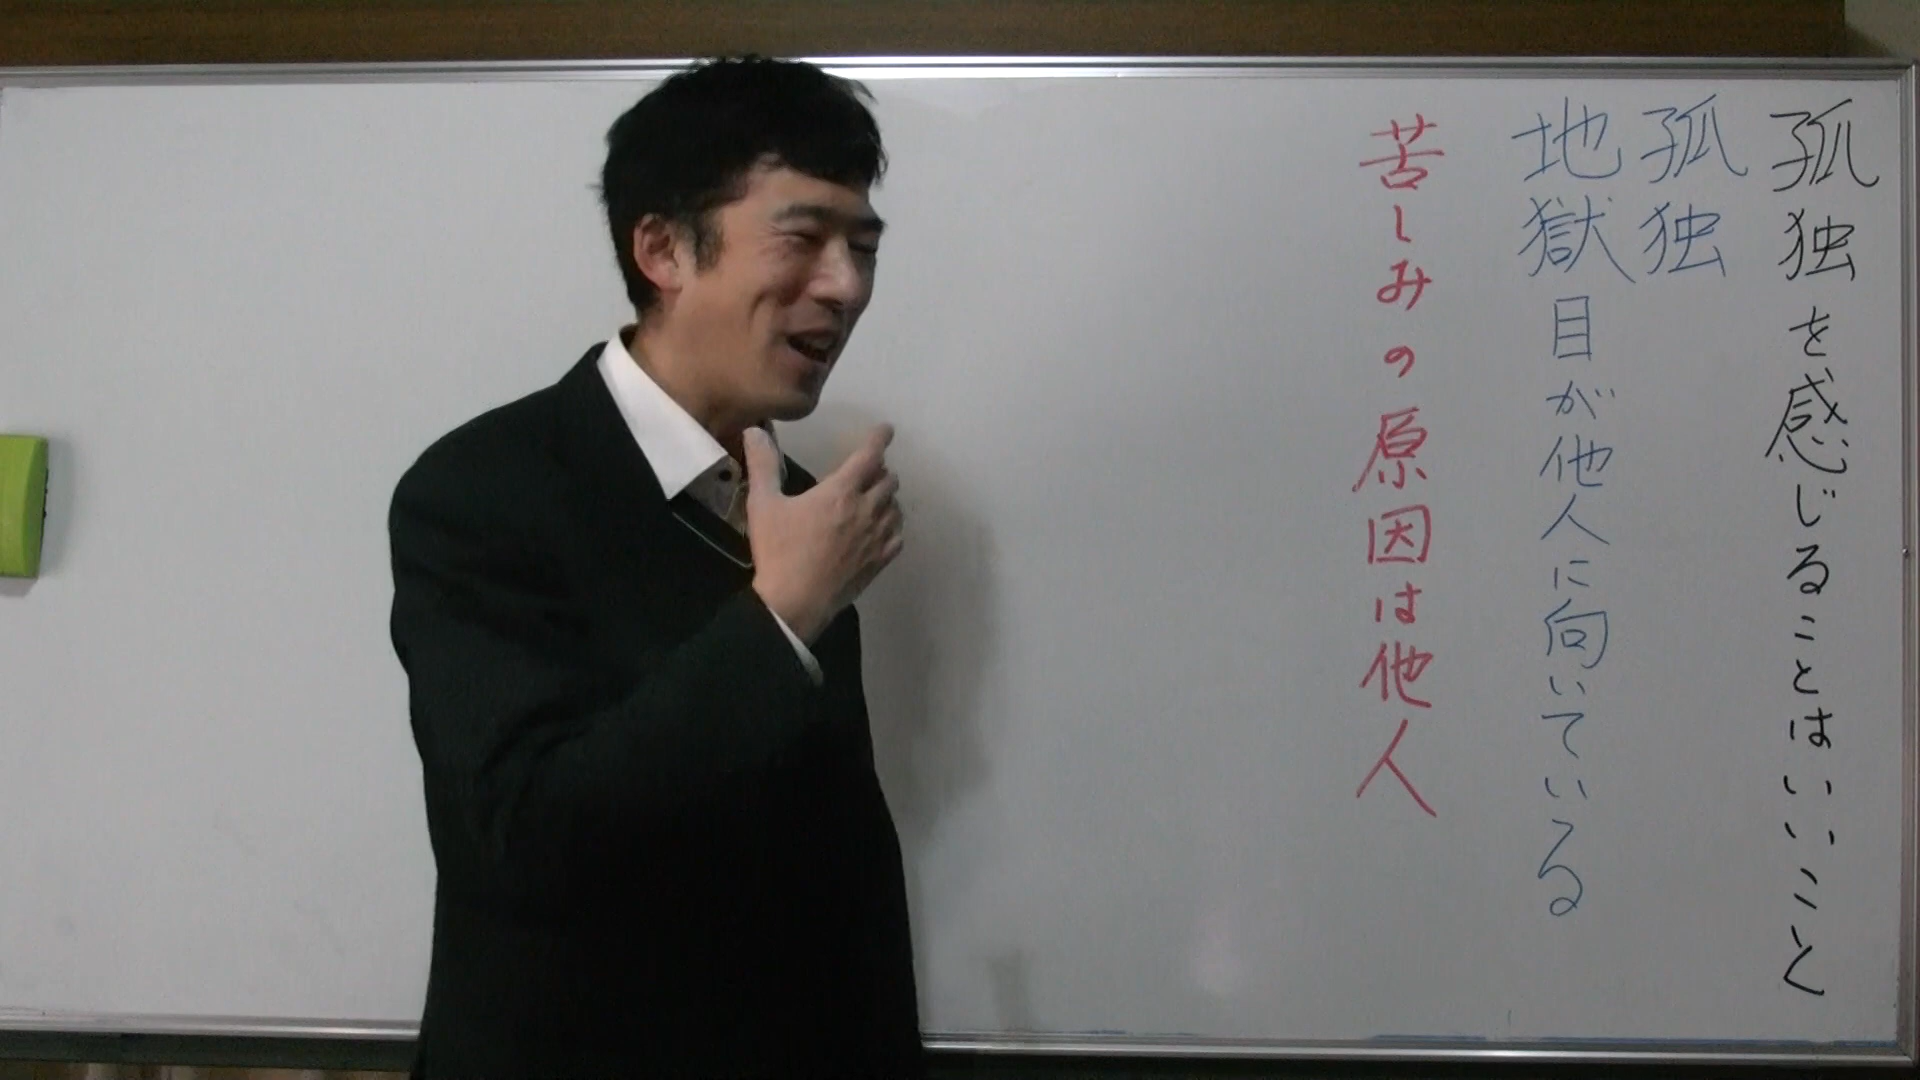 孤独を感じることはいいこと
孤独
地獄目が他人に向いている
苦しみの原因は他人